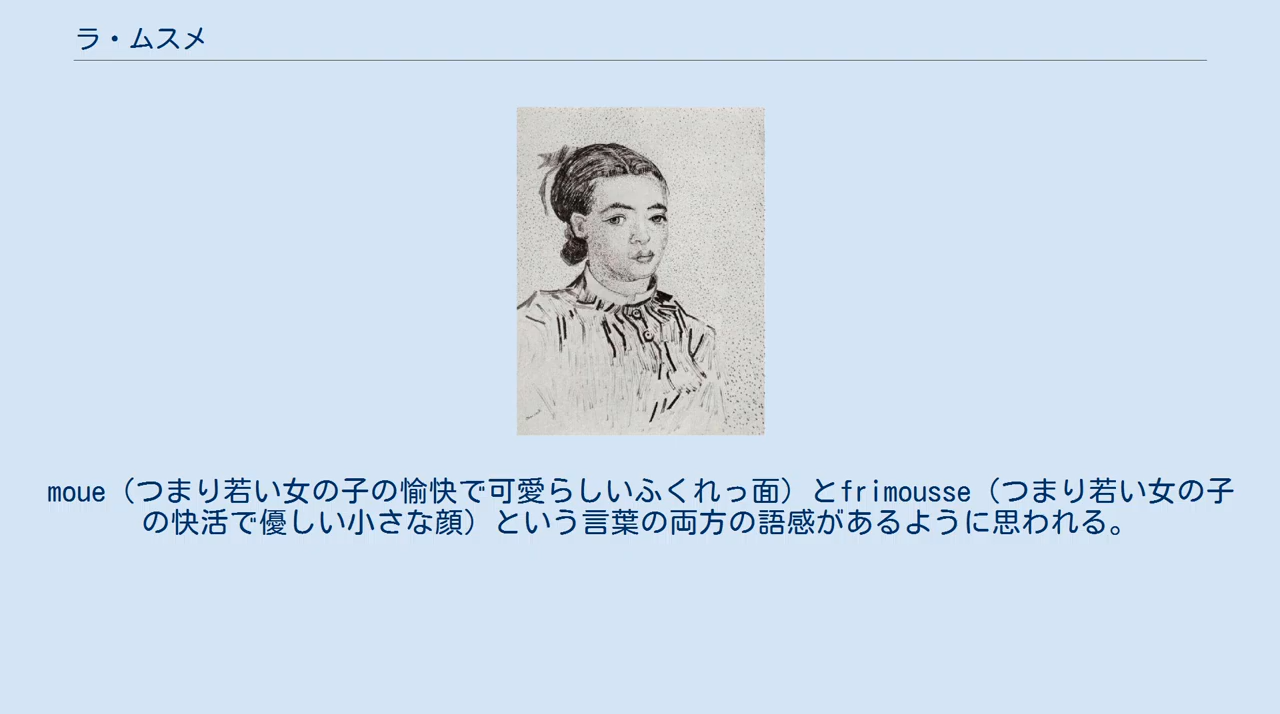 ラ・ムスメ
moue（つまり若い女の子の愉快で可愛らしいふくれっ面）とfrimousse（つまり若い女の子
の快活で優しい小さな顔）という言葉の両方の語感があるように思われる。